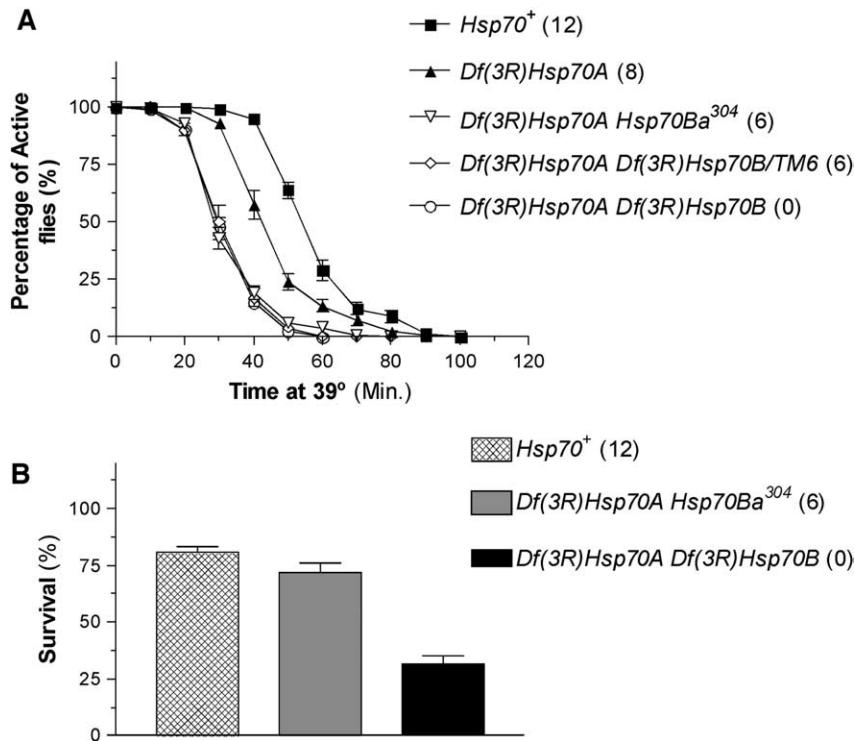 A
Hsp70+ (12)
Df(3R)Hsp70A (8)
Df(3R)Hsp70A Hsp70Ba304 (6)
Df(3R)Hsp70A Df(3R)Hsp70B/TM6 (6)
Df(3R)Hsp70A Df(3R)Hsp70B (0)
Percentage of Active
flies (%)
100
75
50
25
0
0 20 40 60 80 100 120
Time at 39º (Min.)
B
Hsp70+ (12)
Df(3R)Hsp70A Hsp70Ba304 (6)
Df(3R)Hsp70A Df(3R)Hsp70B (0)
Survival (%)
100
75
50
25
0